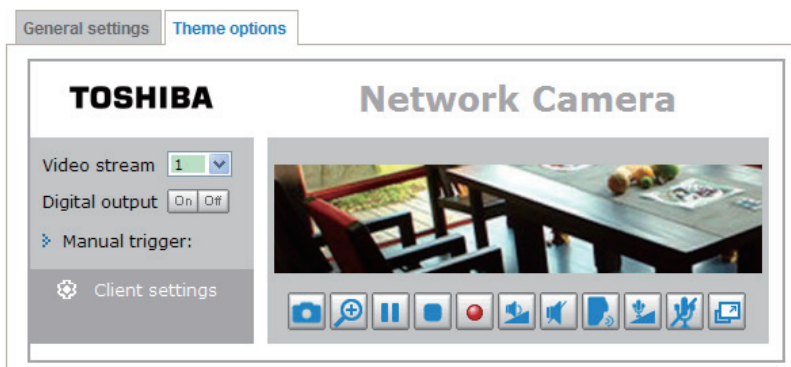 General settings Theme options
TOSHIBA
Network Camera
Video stream 1
Digital output On Off
Manual trigger:
Client settings